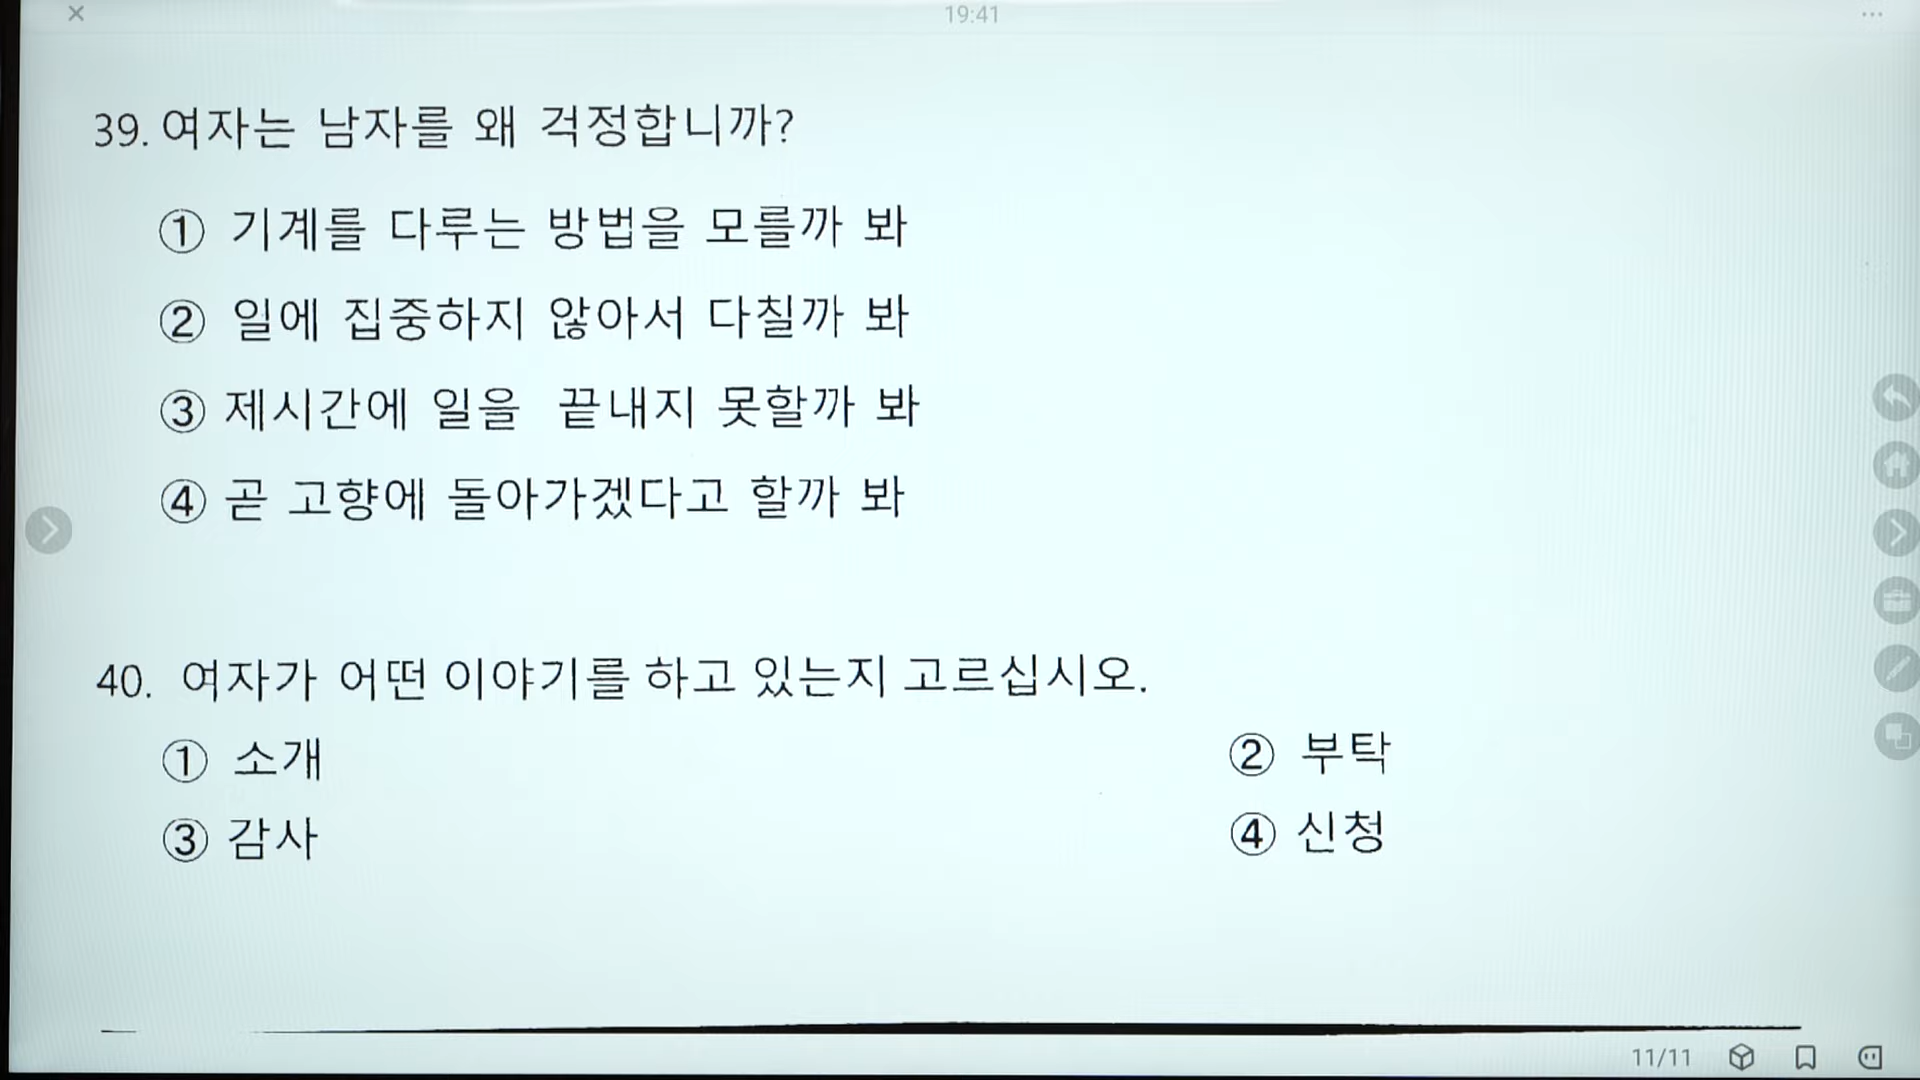 19:41
39. 여자는 남자를 왜 걱정합니까?
① 기계를 다루는 방법을 모를까 봐
② 일에 집중하지 않아서 다칠까 봐
③ 제시간에 일을 끝내지 못할까 봐
④ 곧 고향에 돌아가겠다고 할까 봐
40. 여자가 어떤 이야기를 하고 있는지 고르십시오.
① 소개 ② 부탁
③ 감사 ④ 신청
11/11